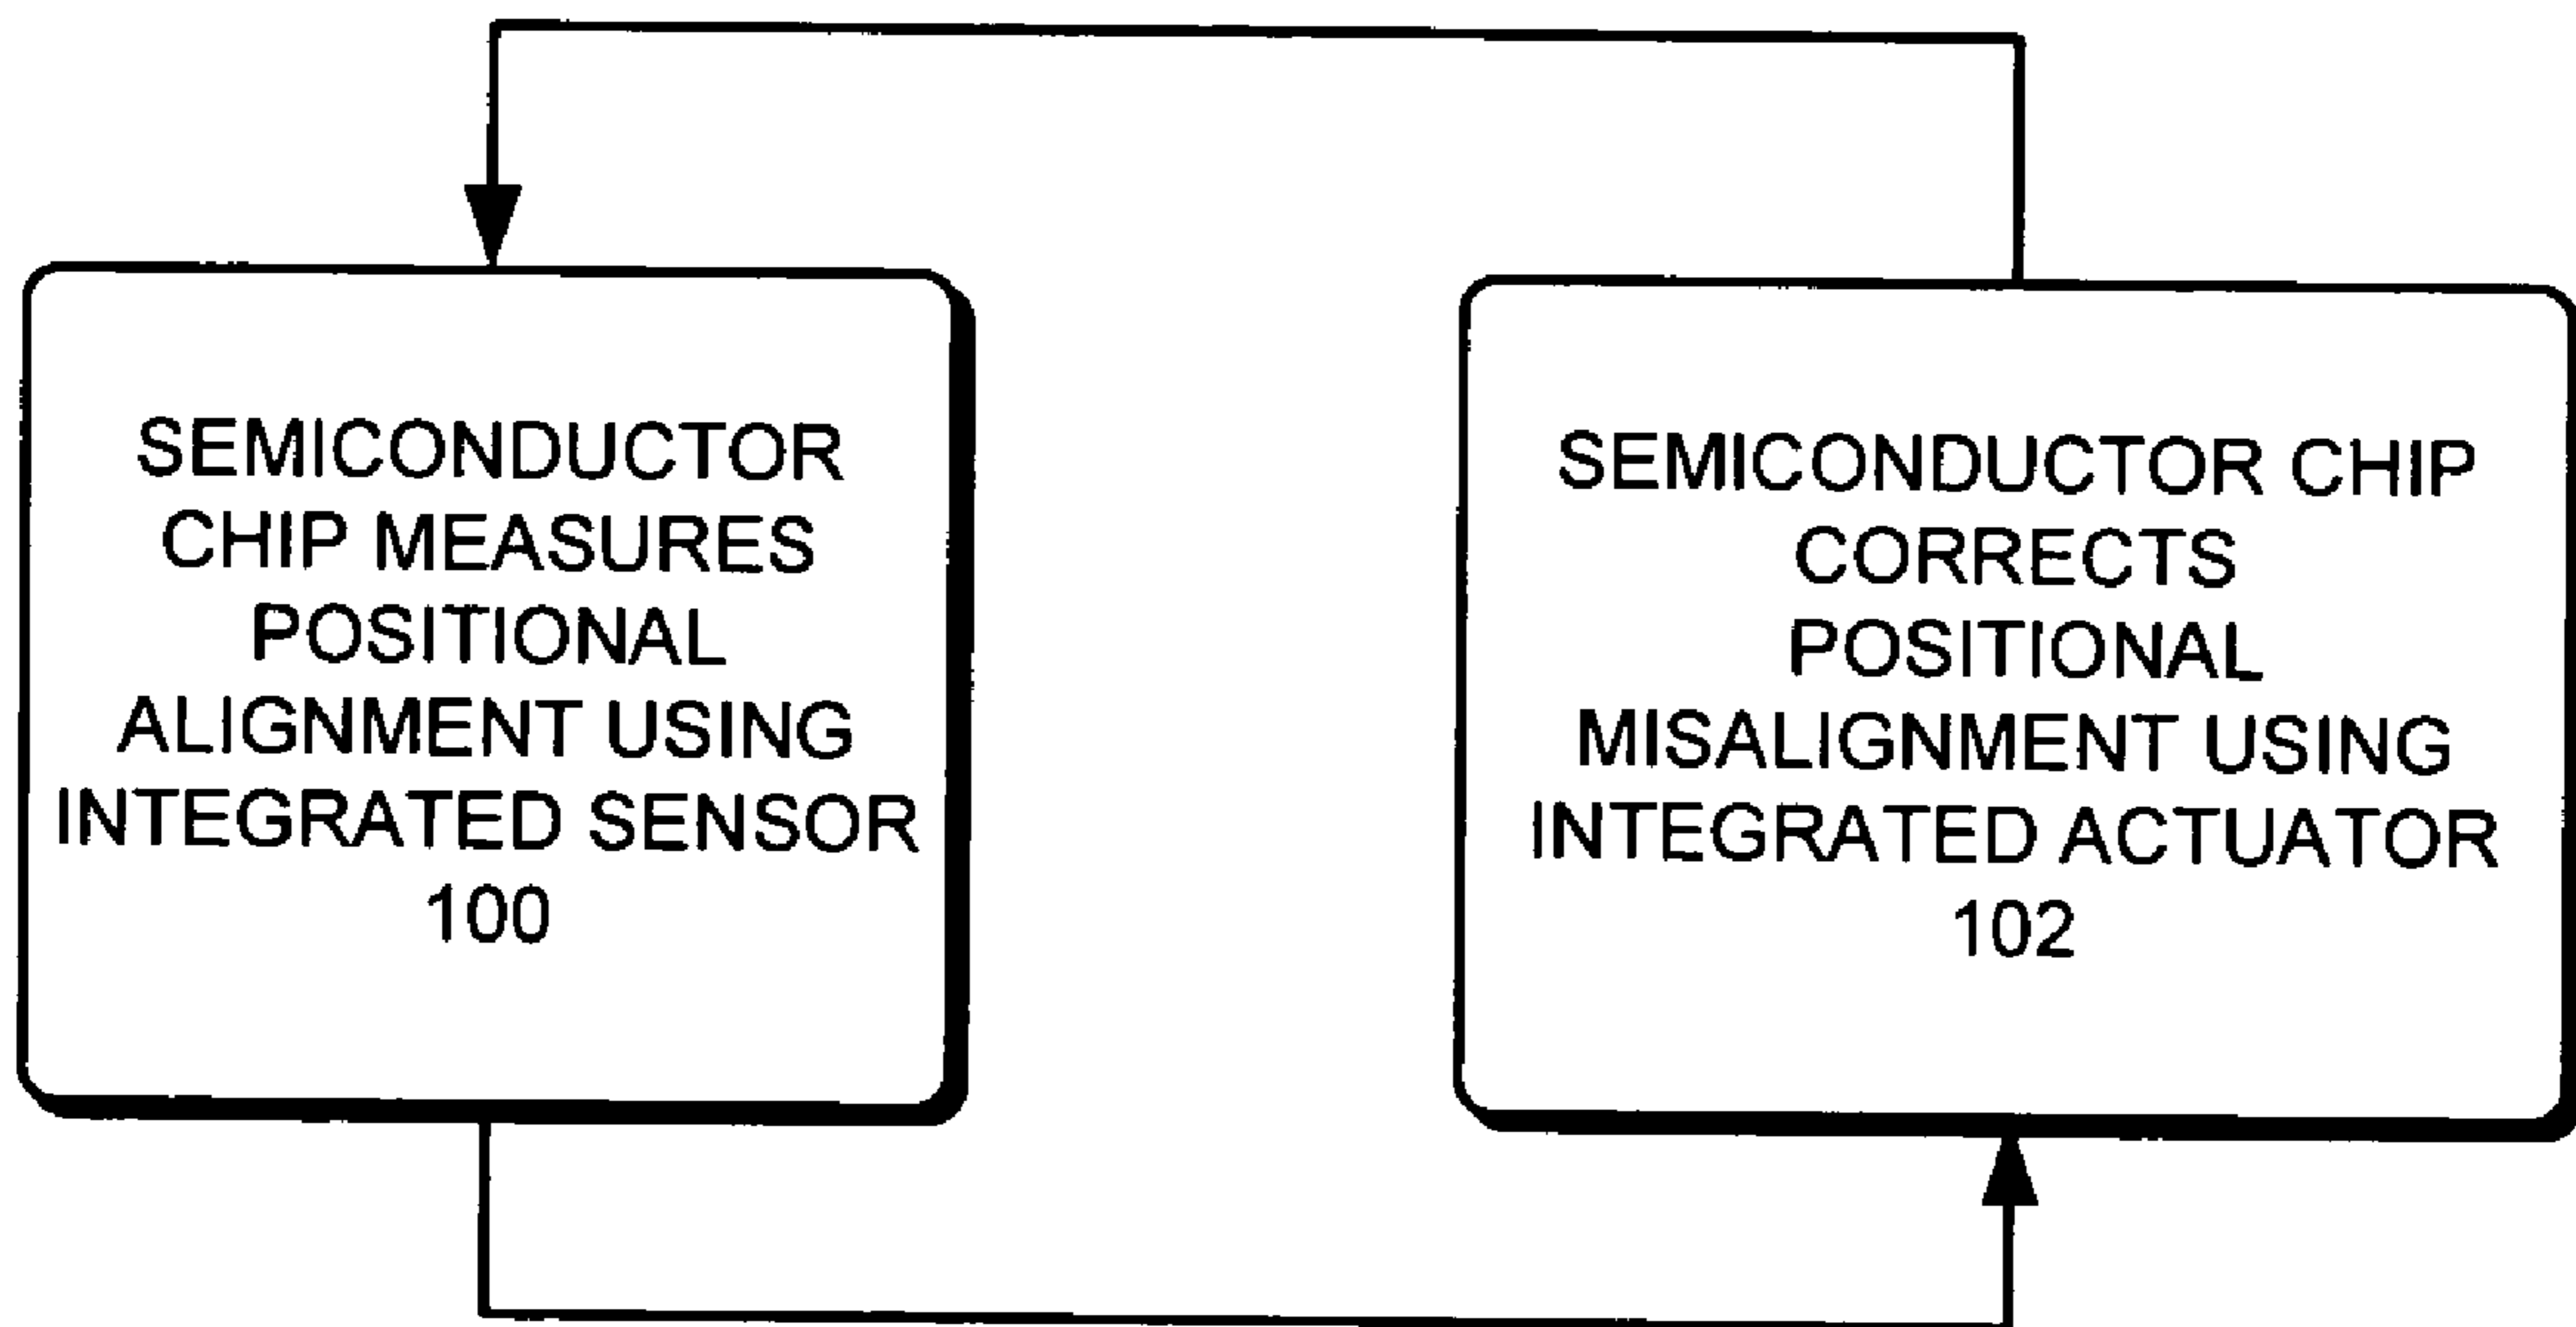 SEMICONDUCTOR
CHIP MEASURES
POSITIONAL
ALIGNMENT USING
INTEGRATED SENSOR
100
SEMICONDUCTOR CHIP
CORRECTS
POSITIONAL
MISALIGNMENT USING
INTEGRATED ACTUATOR
102